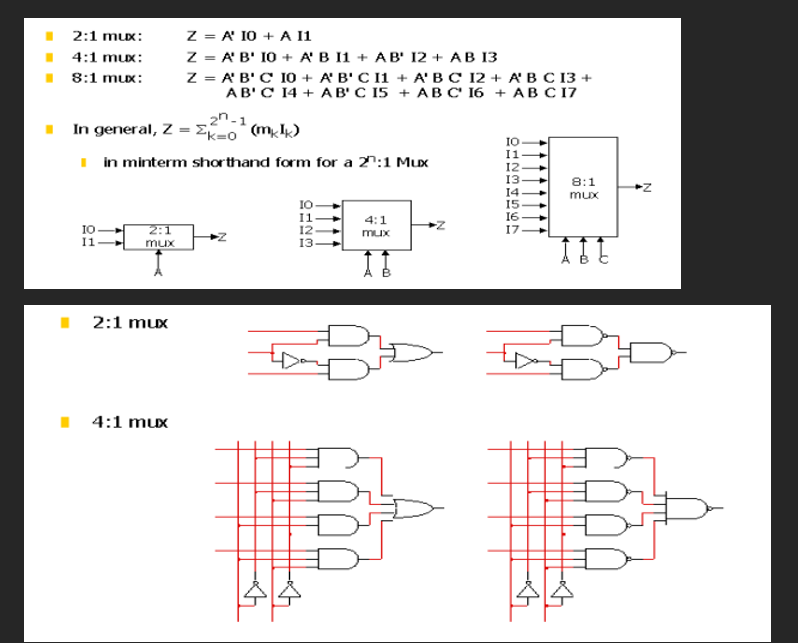 2:1 mux: Z = A' I0 + A I1
4:1 mux: Z = A' B' I0 + A' B I1 + A B' I2 + A B I3
8:1 mux: Z = A' B' C' I0 + A' B' C I1 + A' B C' I2 + A' B C I3 +
A B' C' I4 + A B' C I5 + A B C' I6 + A B C I7
In general, Z = Σ_{k=0}^{2^n-1} (m_k I_k)
in minterm shorthand form for a 2^n:1 Mux
I0
I1
2:1
mux
Z
A
I0
I1
I2
I3
4:1
mux
Z
A B
I0
I1
I2
I3
I4
I5
I6
I7
8:1
mux
Z
A B C
2:1 mux
4:1 mux